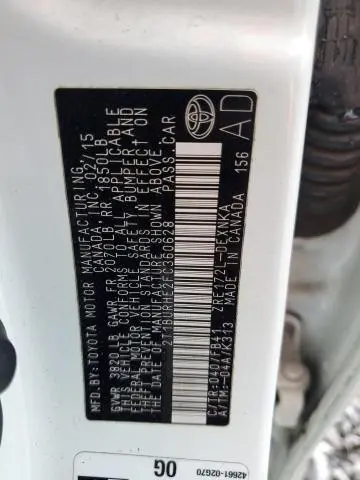 MFD.BY:TOYOTA MOTOR MANUFACTURING,
CANADA, INC. 02/15
GVWR 3820LB GAWR FR 2070LB,RR 1850LB
THIS VEHICLE CONFORMS TO ALL APPLICABLE
FEDERAL MOTOR VEHICLE SAFETY, BUMPER AND
THEFT PREVENTION STANDARDS IN EFFECT ON
THE DATE OF MANUFACTURE SHOWN ABOVE.
2T1BURHE2FC360628 PASS.CAR
C/TR:040/FB41 ZRE172L-DEXNKA
A/TM:-04A/K313 MADE IN CANADA 156
AD
42661-02G70
0G